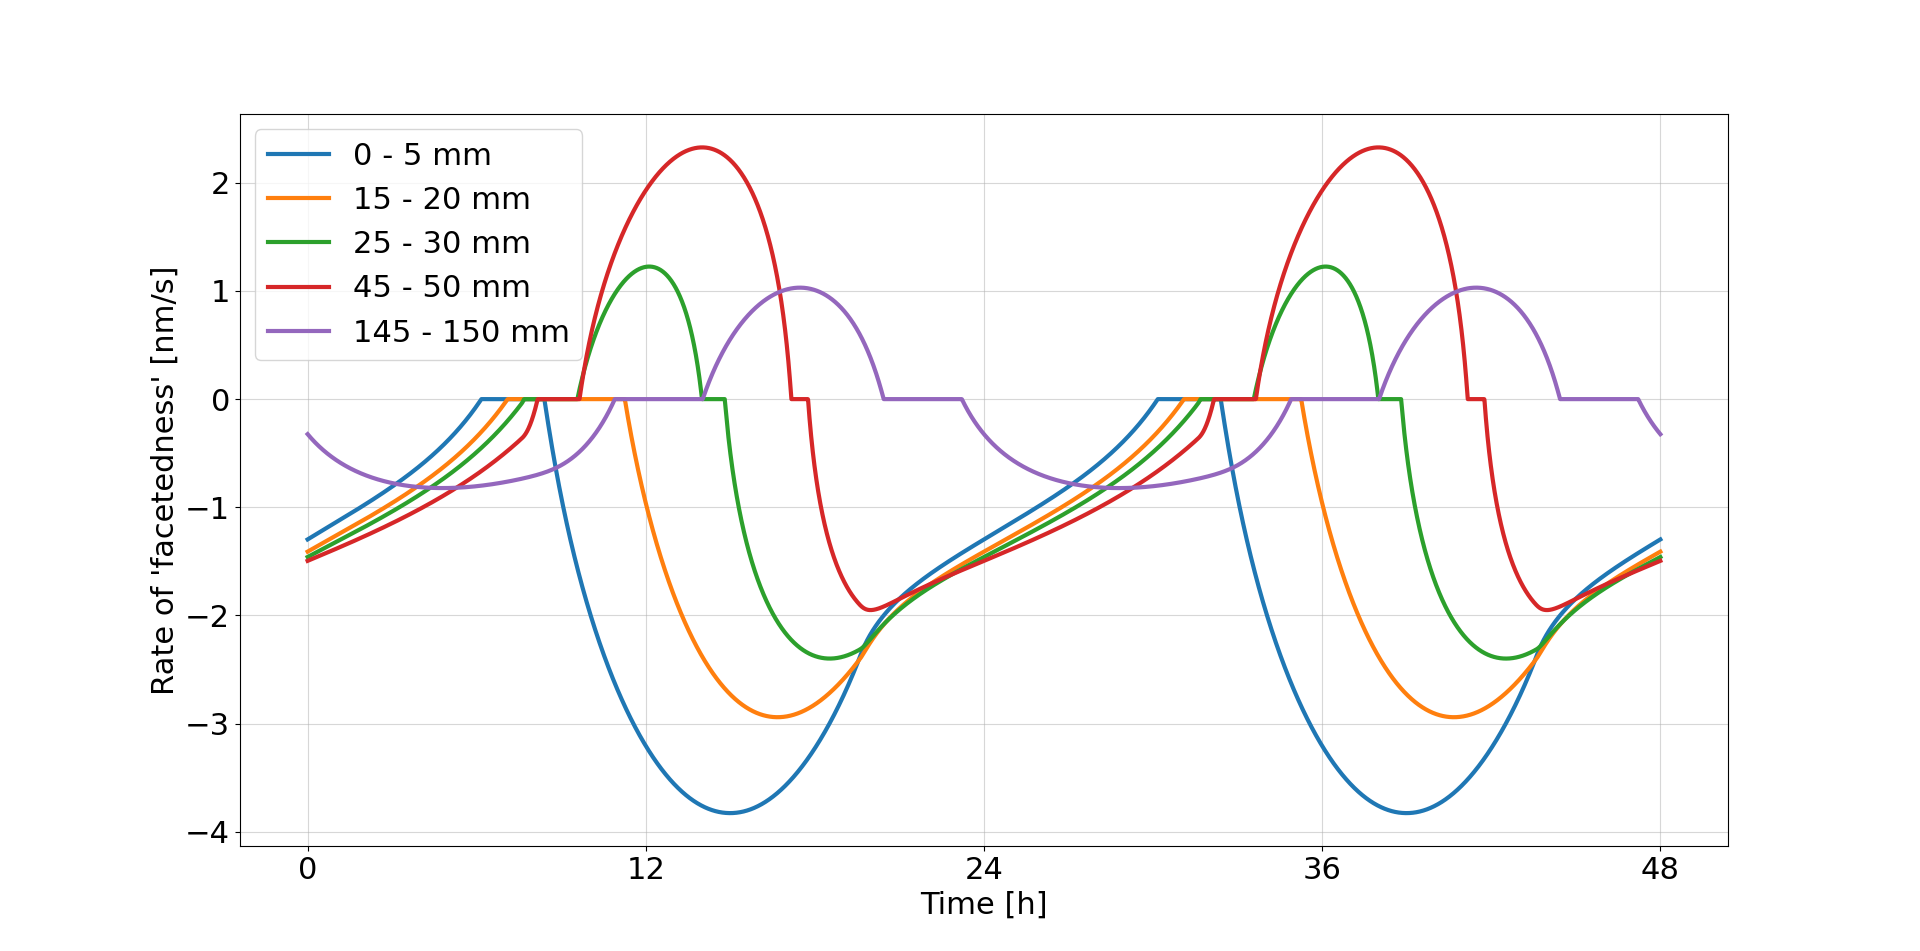 0 - 5 mm
15 - 20 mm
25 - 30 mm
45 - 50 mm
145 - 150 mm
Rate of 'facetedness' [nm/s]
2
1
0
−1
−2
−3
−4
0 12 24 36 48
Time [h]